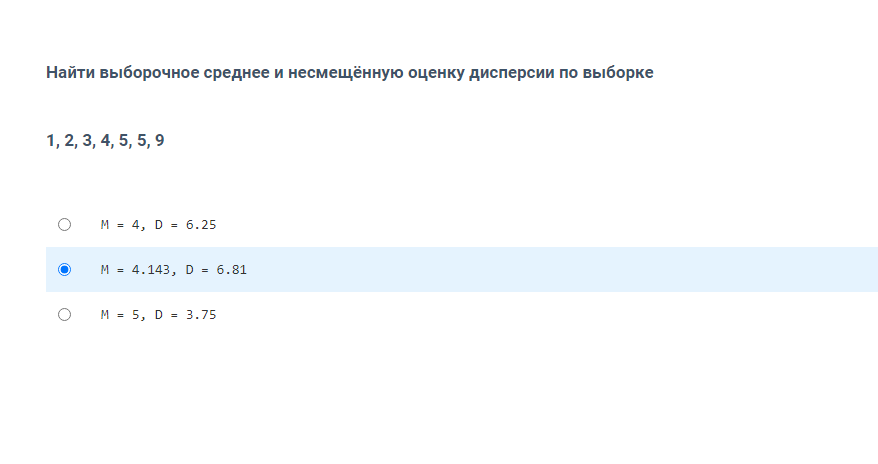 Найти выборочное среднее и несмещённую оценку дисперсии по выборке
1, 2, 3, 4, 5, 5, 9
M = 4, D = 6.25
M = 4.143, D = 6.81
M = 5, D = 3.75